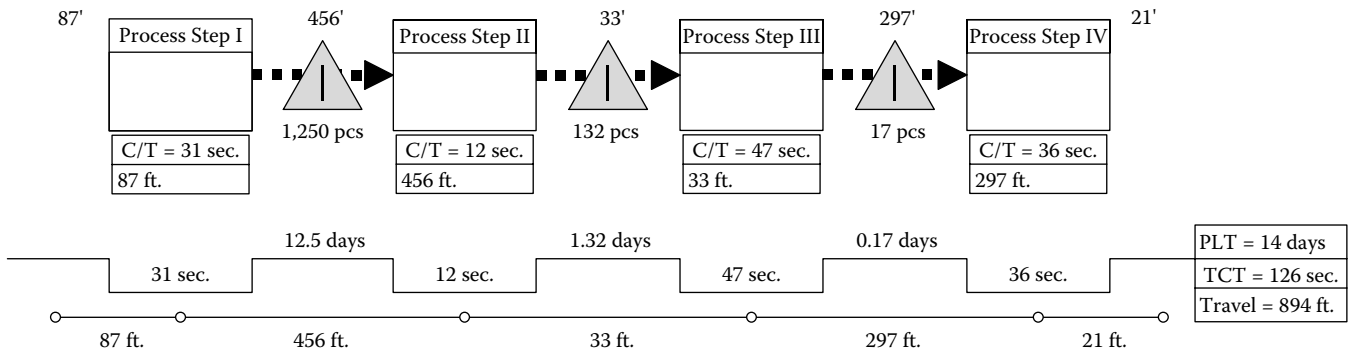 87'
456'
33'
297'
21'
Process Step I
Process Step II
Process Step III
Process Step IV
1,250 pcs
132 pcs
17 pcs
C/T = 31 sec.
87 ft.
C/T = 12 sec.
456 ft.
C/T = 47 sec.
33 ft.
C/T = 36 sec.
297 ft.
12.5 days
1.32 days
0.17 days
31 sec.
12 sec.
47 sec.
36 sec.
PLT = 14 days
TCT = 126 sec.
Travel = 894 ft.
87 ft.
456 ft.
33 ft.
297 ft.
21 ft.